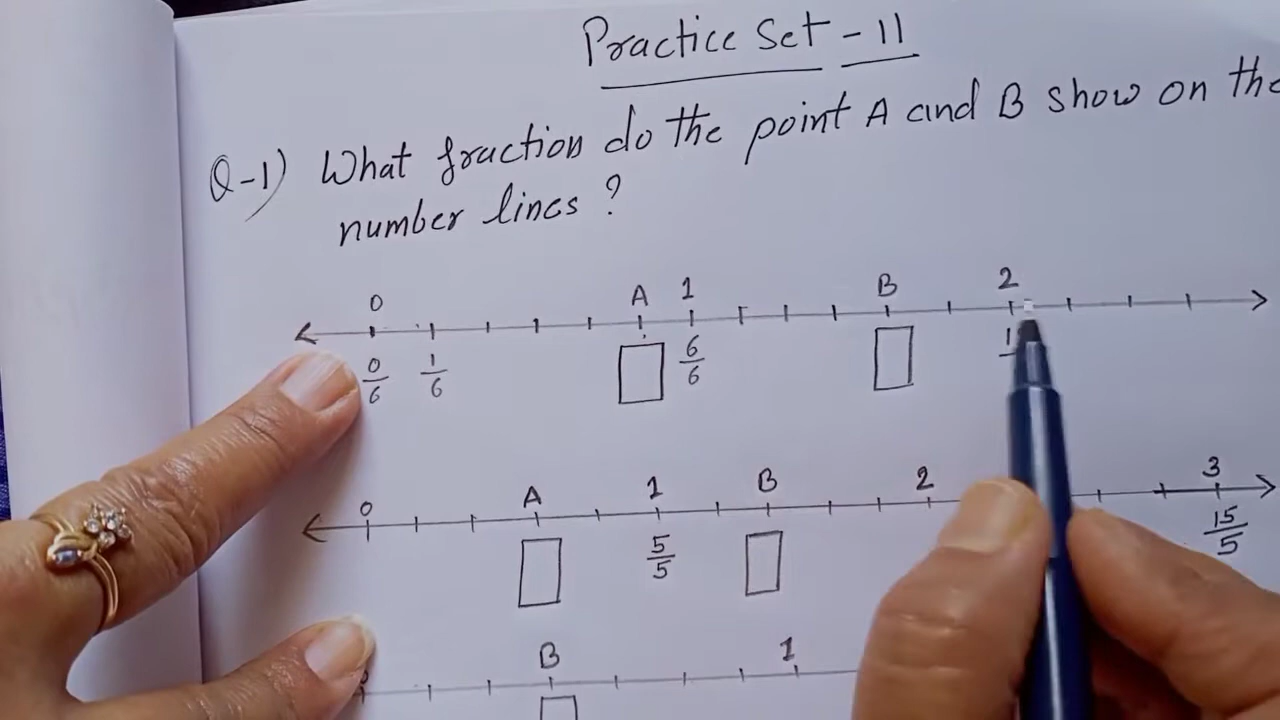 Practice Set - 11
Q-1) What fraction do the point A and B show on the
number lines ?
0 A 1 B 2
0/6 1/6 6/6
0 A 1 B 2 3
5/5 15/5
B 1